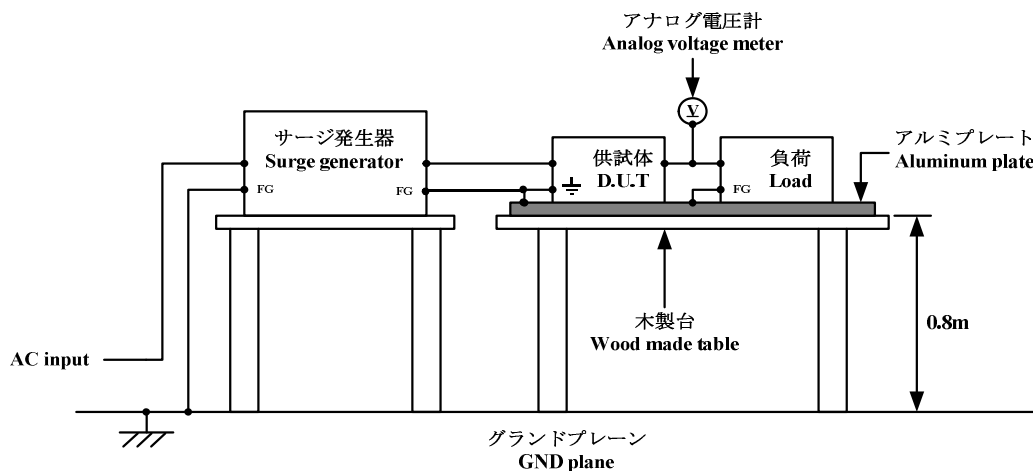 アナログ電圧計
Analog voltage meter
V
サージ発生器
Surge generator
FG
FG
供試体
D.U.T
負荷
Load
FG
アルミプレート
Aluminum plate
木製台
Wood made table
0.8m
AC input
グランドプレーン
GND plane